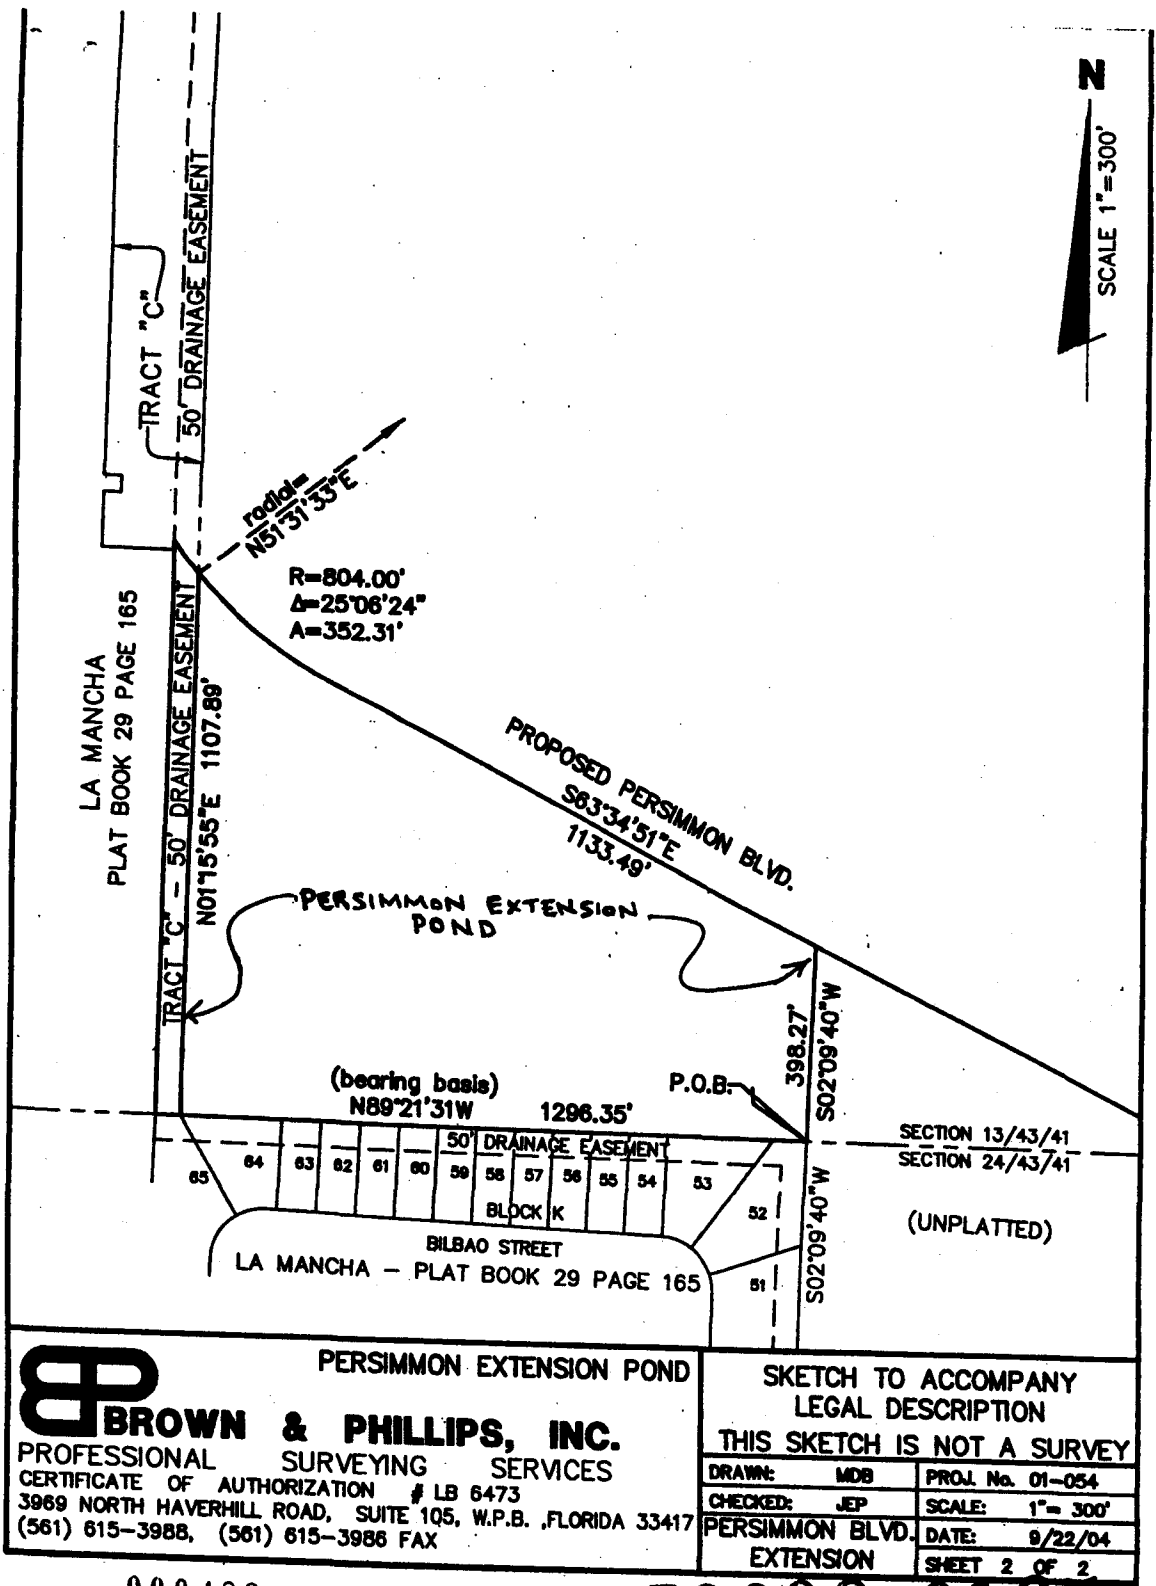 N
SCALE 1"=300'
50' DRAINAGE EASEMENT
TRACT "C"
radial=
N51°31'33"E
R=804.00'
Δ=25°06'24"
A=352.31'
LA MANCHA
PLAT BOOK 29 PAGE 165
TRACT "C" - 50' DRAINAGE EASEMENT
N01°15'55"E 1107.89'
PROPOSED PERSIMMON BLVD.
S63°34'51"E
1133.49'
PERSIMMON EXTENSION
POND
398.27'
S02°09'40"W
(bearing basis)
N89°21'31W 1296.35'
P.O.B.
SECTION 13/43/41
SECTION 24/43/41
50' DRAINAGE EASEMENT
65 64 63 62 61 60 59 58 57 56 55 54 53
52
51
BLOCK K
S02°09'40"W
(UNPLATTED)
BILBAO STREET
LA MANCHA - PLAT BOOK 29 PAGE 165
PERSIMMON EXTENSION POND
BP
BROWN & PHILLIPS, INC.
PROFESSIONAL SURVEYING SERVICES
CERTIFICATE OF AUTHORIZATION # LB 6473
3969 NORTH HAVERHILL ROAD, SUITE 105, W.P.B. ,FLORIDA 33417
(561) 615-3988, (561) 615-3986 FAX
SKETCH TO ACCOMPANY
LEGAL DESCRIPTION
THIS SKETCH IS NOT A SURVEY
DRAWN: MDB
PROJ. No. 01-054
CHECKED: JEP
SCALE: 1"= 300'
PERSIMMON BLVD.
EXTENSION
DATE: 9/22/04
SHEET 2 OF 2